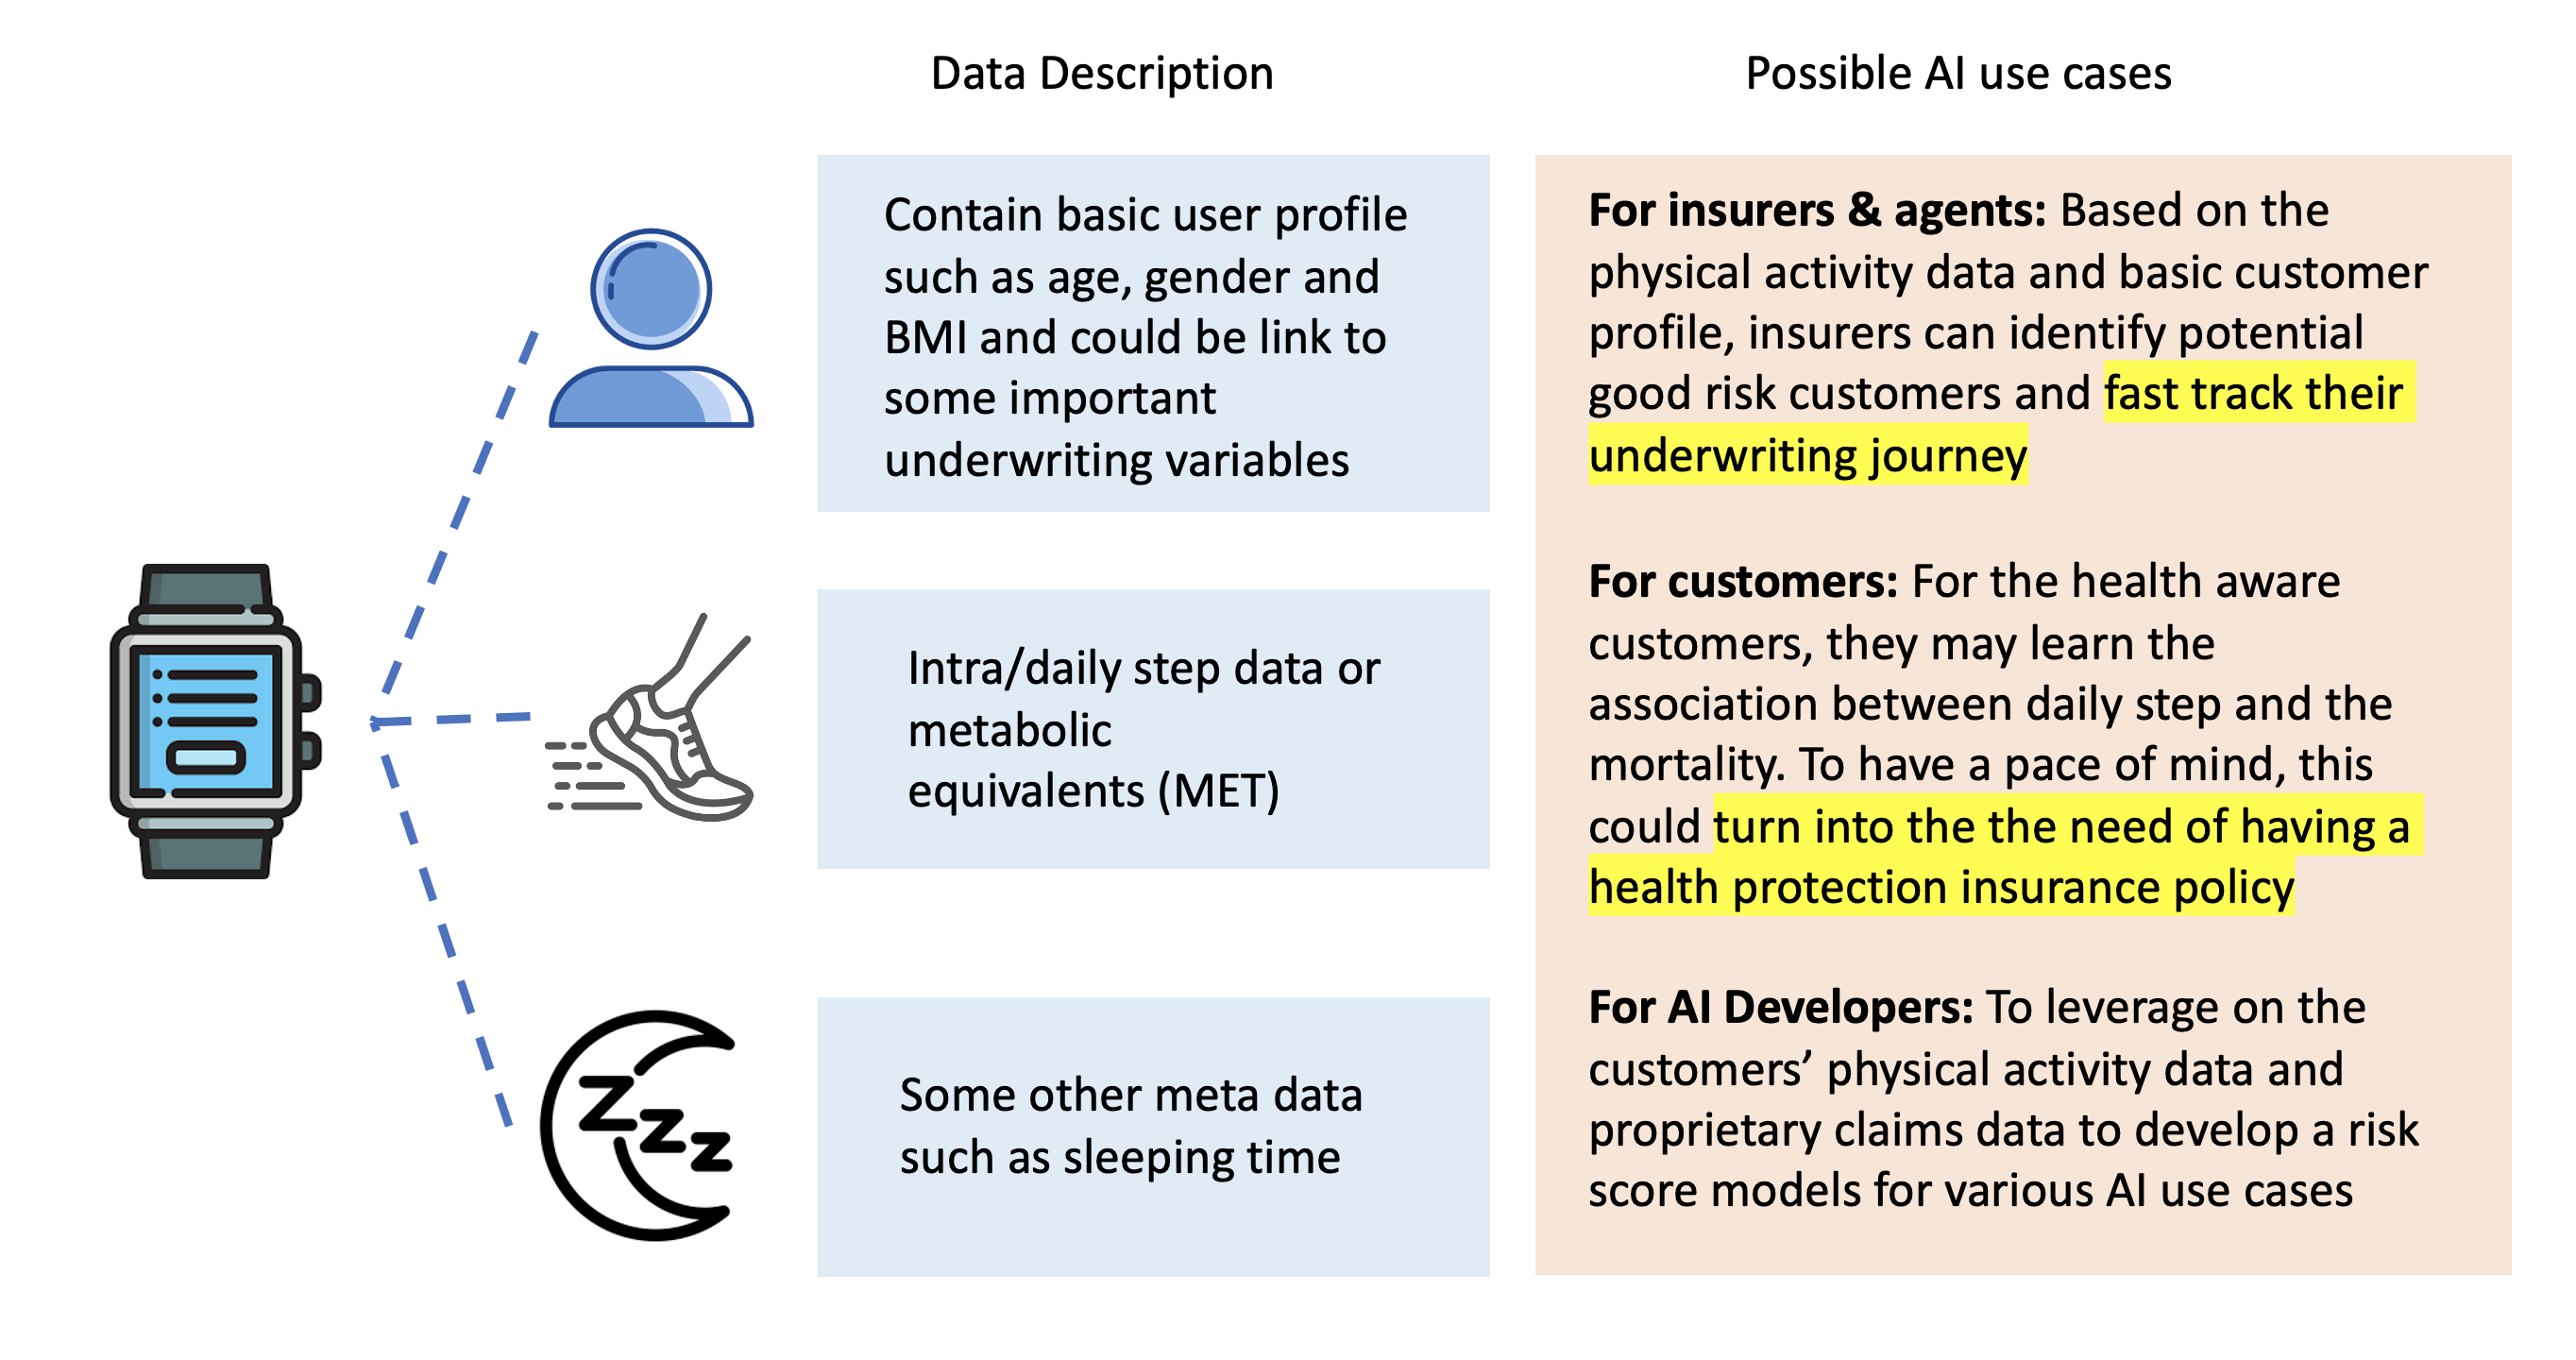 Data Description
Possible AI use cases
Contain basic user profile
such as age, gender and
BMI and could be link to
some important
underwriting variables
Intra/daily step data or
metabolic
equivalents (MET)
Zzz
Some other meta data
such as sleeping time
For insurers & agents: Based on the
physical activity data and basic customer
profile, insurers can identify potential
good risk customers and fast track their
underwriting journey
For customers: For the health aware
customers, they may learn the
association between daily step and the
mortality. To have a pace of mind, this
could turn into the the need of having a
health protection insurance policy
For AI Developers: To leverage on the
customers’ physical activity data and
proprietary claims data to develop a risk
score models for various AI use cases